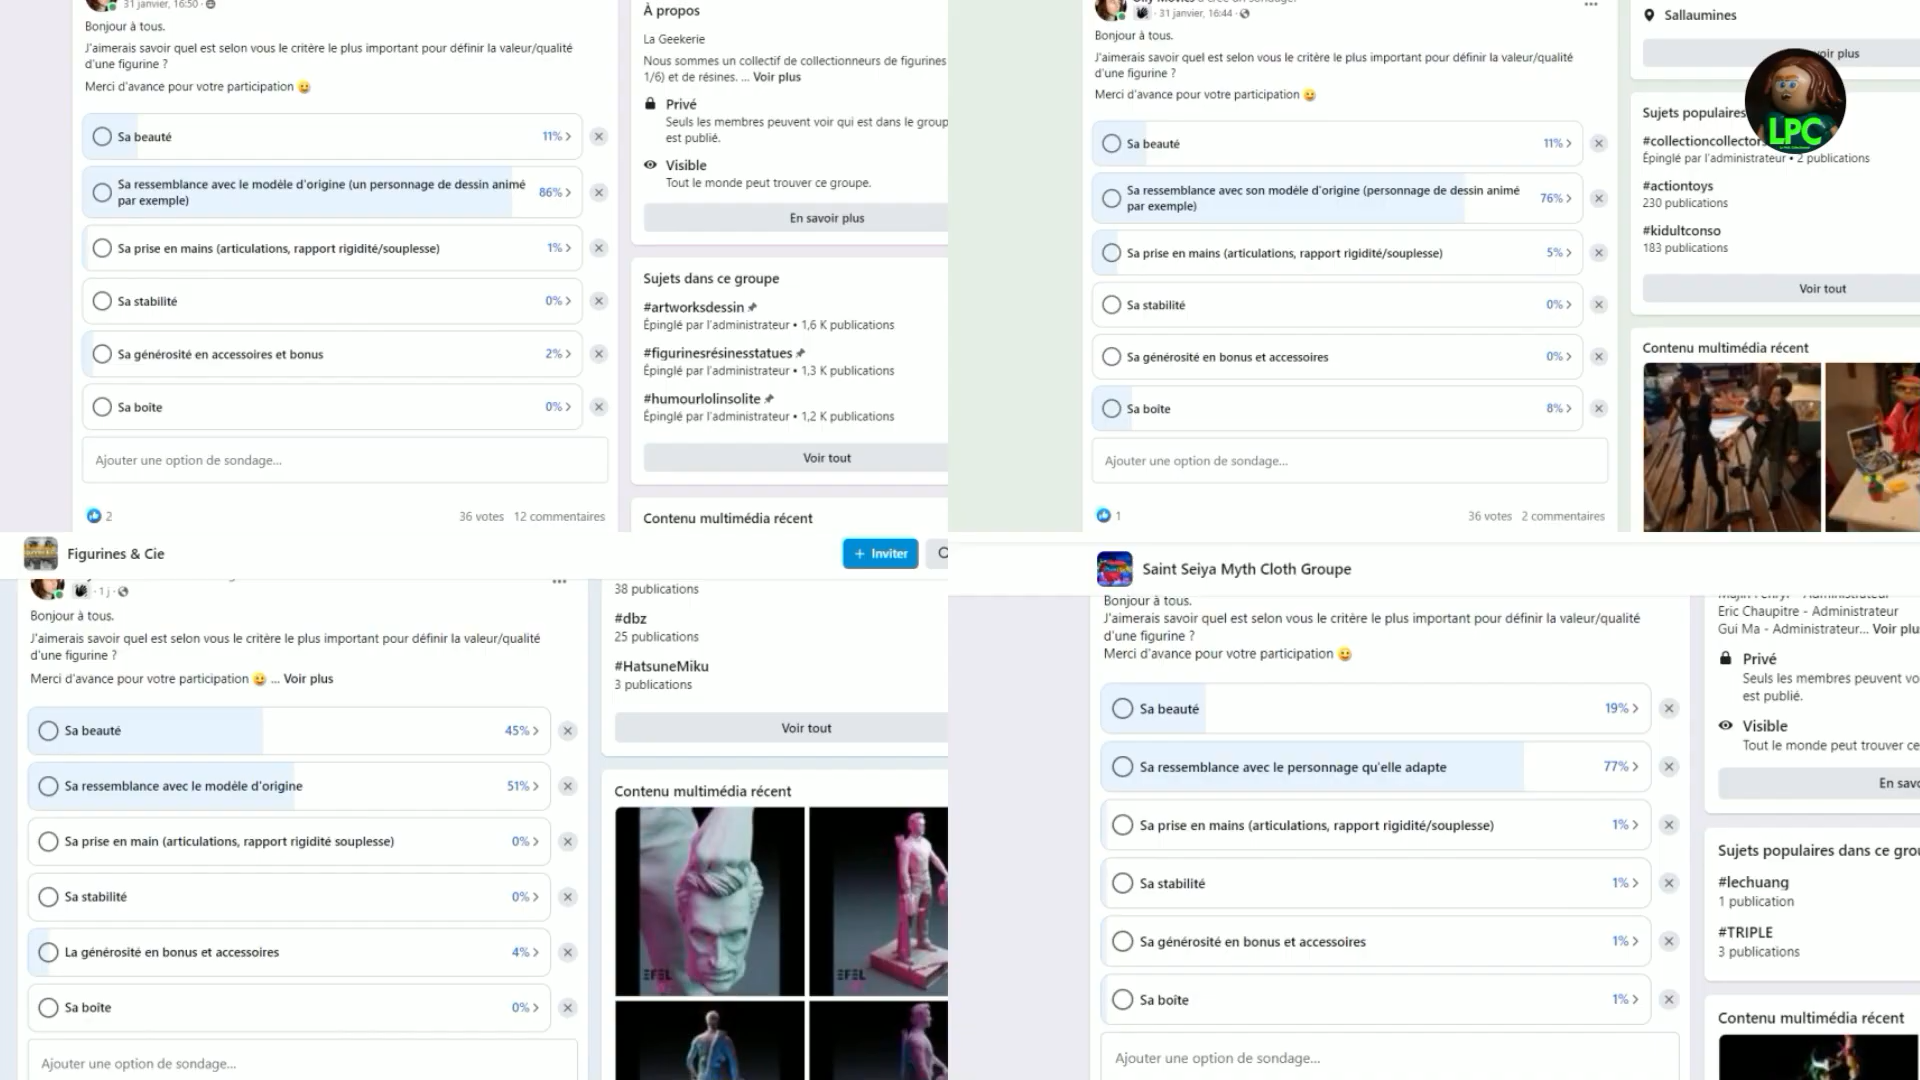 31 janvier, 16:50 ·
Bonjour à tous.
J'aimerais savoir quel est selon vous le critère le plus important pour définir la valeur/qualité
d'une figurine ?
Merci d'avance pour votre participation 😀
Sa beauté 11%
Sa ressemblance avec le modèle d'origine (un personnage de dessin animé
par exemple) 86%
Sa prise en mains (articulations, rapport rigidité/souplesse) 1%
Sa stabilité 0%
Sa générosité en accessoires et bonus 2%
Sa boîte 0%
Ajouter une option de sondage...
2 36 votes 12 commentaires
À propos
La Geekerie
Nous sommes un collectif de collectionneurs de figurines
1/6) et de résines. ... Voir plus
Privé
Seuls les membres peuvent voir qui est dans le group
est publié.
Visible
Tout le monde peut trouver ce groupe.
En savoir plus
Sujets dans ce groupe
#artworksdessin
Épinglé par l'administrateur • 1,6 K publications
#figurinesrésinesstatues
Épinglé par l'administrateur • 1,3 K publications
#humourlolinsolite
Épinglé par l'administrateur • 1,2 K publications
Voir tout
Contenu multimédia récent
· 31 janvier, 16:44 ·
Bonjour à tous.
J'aimerais savoir quel est selon vous le critère le plus important pour définir la valeur/qualité
d'une figurine ?
Merci d'avance pour votre participation 😀
Sa beauté 11%
Sa ressemblance avec son modèle d'origine (personnage de dessin animé
par exemple) 76%
Sa prise en mains (articulations, rapport rigidité/souplesse) 5%
Sa stabilité 0%
Sa générosité en bonus et accessoires 0%
Sa boîte 8%
Ajouter une option de sondage...
1 36 votes 2 commentaires
Sallaumines
voir plus
LPC
Sujets populaires
#collectioncollectors
Épinglé par l'administrateur • 2 publications
#actiontoys
230 publications
#kidultconso
183 publications
Voir tout
Contenu multimédia récent
Figurines & Cie
+ Inviter
· 1 j ·
Bonjour à tous.
J'aimerais savoir quel est selon vous le critère le plus important pour définir la valeur/qualité
d'une figurine ?
Merci d'avance pour votre participation 😀 ... Voir plus
Sa beauté 45%
Sa ressemblance avec le modèle d'origine 51%
Sa prise en main (articulations, rapport rigidité souplesse) 0%
Sa stabilité 0%
La générosité en bonus et accessoires 4%
Sa boîte 0%
Ajouter une option de sondage...
38 publications
#dbz
25 publications
#HatsuneMiku
3 publications
Voir tout
Contenu multimédia récent
EFEL
EFEL
Saint Seiya Myth Cloth Groupe
Bonjour à tous.
J'aimerais savoir quel est selon vous le critère le plus important pour définir la valeur/qualité
d'une figurine ?
Merci d'avance pour votre participation 😀
Sa beauté 19%
Sa ressemblance avec le personnage qu'elle adapte 77%
Sa prise en mains (articulations, rapport rigidité/souplesse) 1%
Sa stabilité 1%
Sa générosité en bonus et accessoires 1%
Sa boîte 1%
Ajouter une option de sondage...
Eric Chaupitre - Administrateur
Gui Ma - Administrateur... Voir plus
Privé
Seuls les membres peuvent vo
est publié.
Visible
Tout le monde peut trouver ce
En savo
Sujets populaires dans ce grou
#lechuang
1 publication
#TRIPLE
3 publications
Contenu multimédia récent